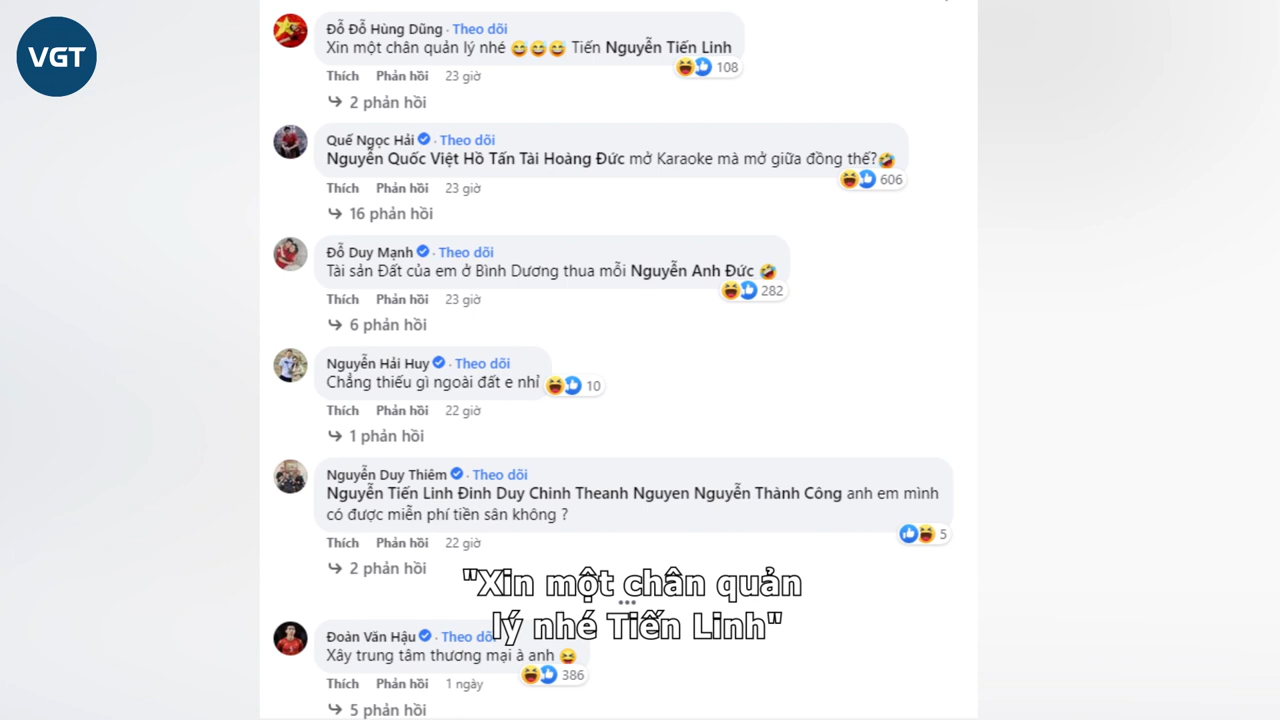 VGT
Đỗ Đỗ Hùng Dũng · Theo dõi
Xin một chân quản lý nhé 😅😅😅 Tiến Nguyễn Tiến Linh
108
Thích Phản hồi 23 giờ
2 phản hồi
Quế Ngọc Hải · Theo dõi
Nguyễn Quốc Việt Hồ Tấn Tài Hoàng Đức mở Karaoke mà mở giữa đồng thế?🤣
606
Thích Phản hồi 23 giờ
16 phản hồi
Đỗ Duy Mạnh · Theo dõi
Tài sản Đất của em ở Bình Dương thua mỗi Nguyễn Anh Đức 🤣
282
Thích Phản hồi 23 giờ
6 phản hồi
Nguyễn Hải Huy · Theo dõi
Chẳng thiếu gì ngoài đất e nhỉ
10
Thích Phản hồi 22 giờ
1 phản hồi
Nguyễn Duy Thiêm · Theo dõi
Nguyễn Tiến Linh Đinh Duy Chinh Theanh Nguyen Nguyễn Thành Công anh em mình
có được miễn phí tiền sân không ?
5
Thích Phản hồi 22 giờ
2 phản hồi
"Xin một chân quản
lý nhé Tiến Linh"
Đoàn Văn Hậu · Theo dõi
Xây trung tâm thương mại à anh 😆
386
Thích Phản hồi 1 ngày
5 phản hồi